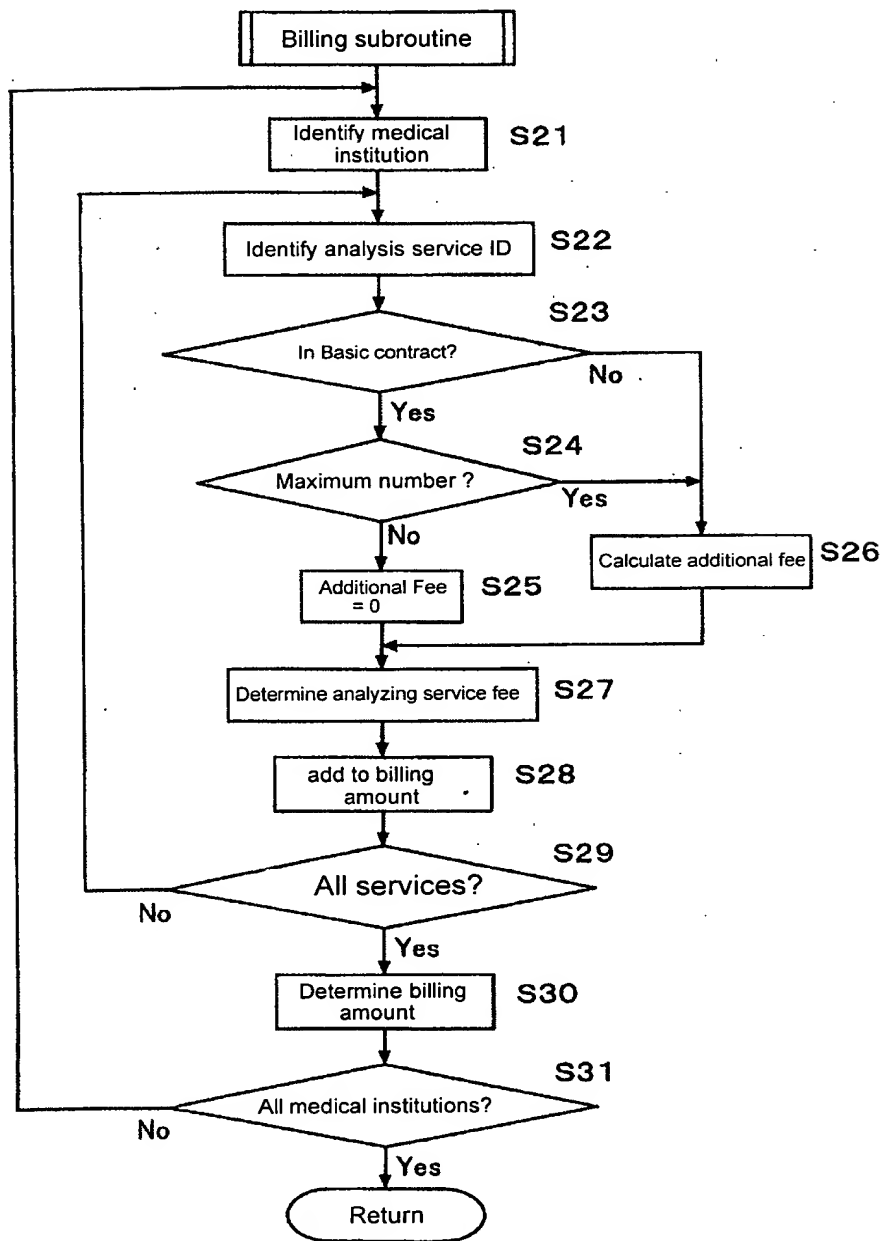 Billing subroutine
Identify medical
institution
S21
Identify analysis service ID
S22
S23
In Basic contract?
No
Yes
S24
Maximum number ?
Yes
No
Additional Fee
= 0
S25
Calculate additional fee
S26
Determine analyzing service fee
S27
add to billing
amount
S28
S29
All services?
No
Yes
Determine billing
amount
S30
S31
All medical institutions?
No
Yes
Return